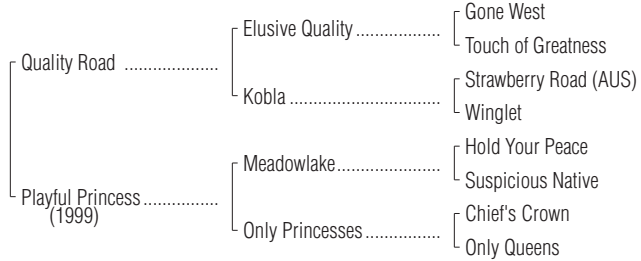 Gone West
Elusive Quality ..................
Touch of Greatness
Quality Road ....................
Strawberry Road (AUS)
Kobla ................................
Winglet
Hold Your Peace
Meadowlake......................
Suspicious Native
Playful Princess................
(1999)
Chief's Crown
Only Princesses ................
Only Queens